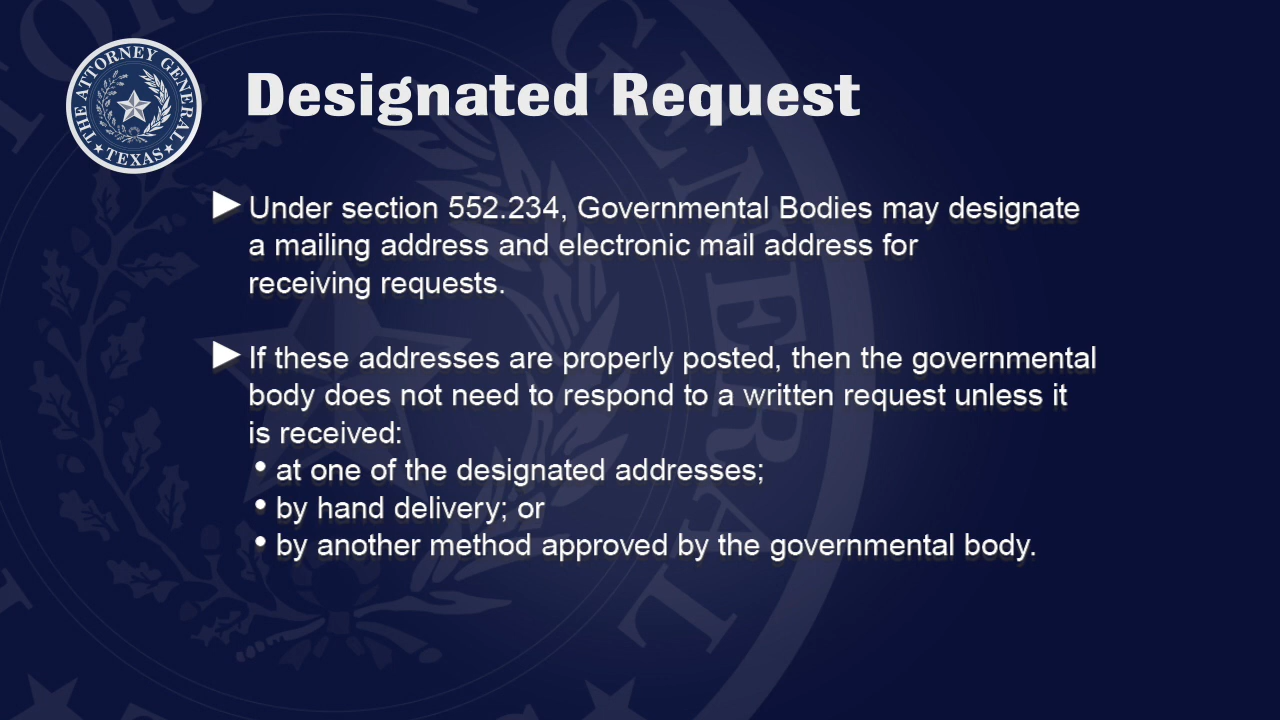 THE ATTORNEY GENERAL
TEXAS
Designated Request
Under section 552.234, Governmental Bodies may designate
a mailing address and electronic mail address for
receiving requests.
If these addresses are properly posted, then the governmental
body does not need to respond to a written request unless it
is received:
• at one of the designated addresses;
• by hand delivery; or
• by another method approved by the governmental body.
GENERAL